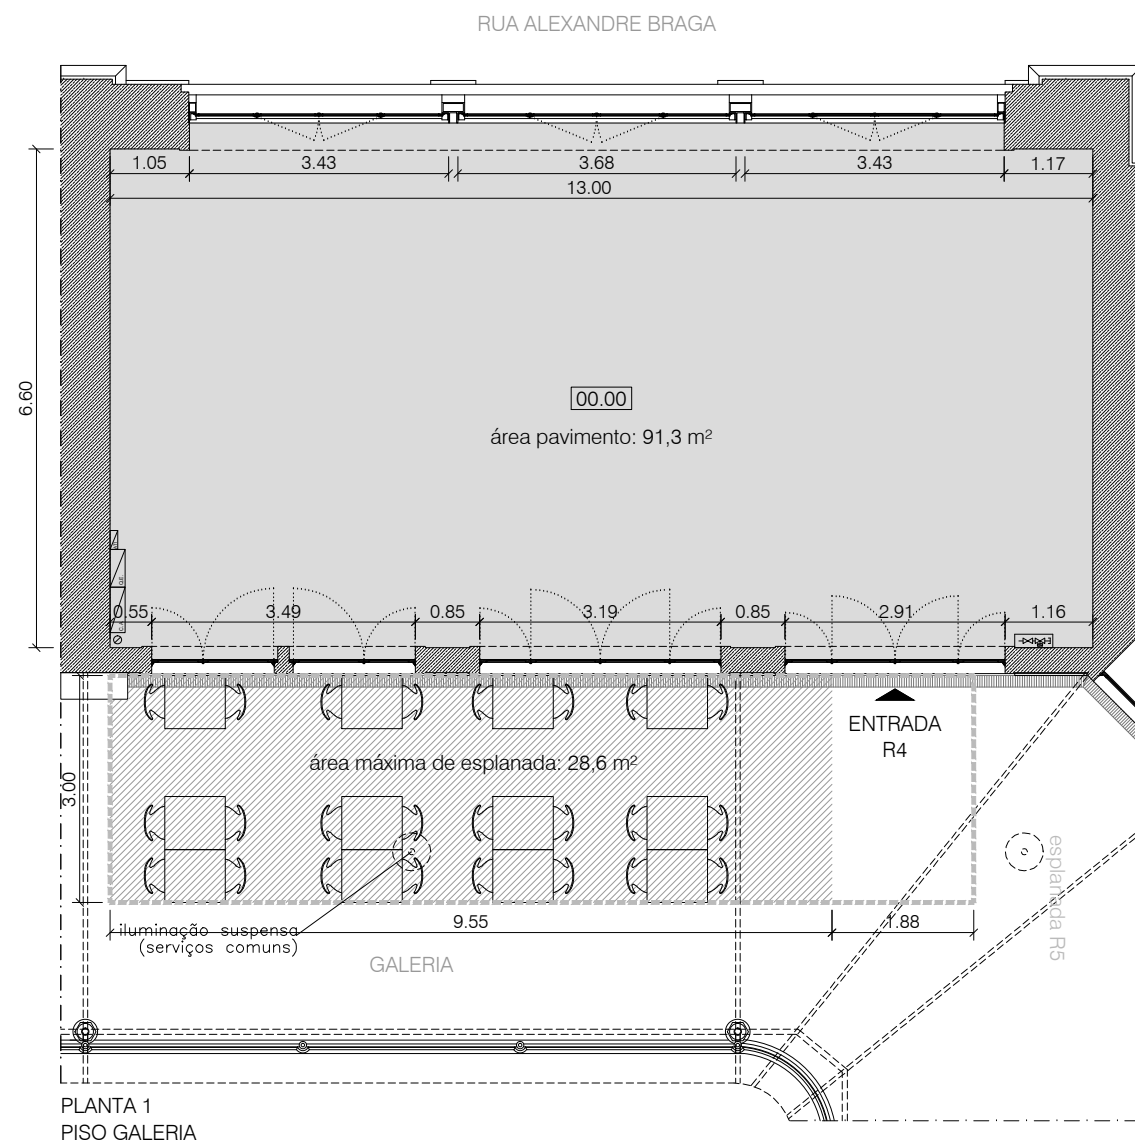 RUA ALEXANDRE BRAGA
1.05
3.43
3.68
3.43
1.17
13.00
6.60
00.00
área pavimento: 91,3 m²
0.55
3.49
0.85
3.19
0.85
2.91
1.16
ENTRADA
R4
área máxima de esplanada: 28,6 m²
3.00
esplanada R5
9.55
1.88
iluminação suspensa
(serviços comuns)
GALERIA
PLANTA 1
PISO GALERIA